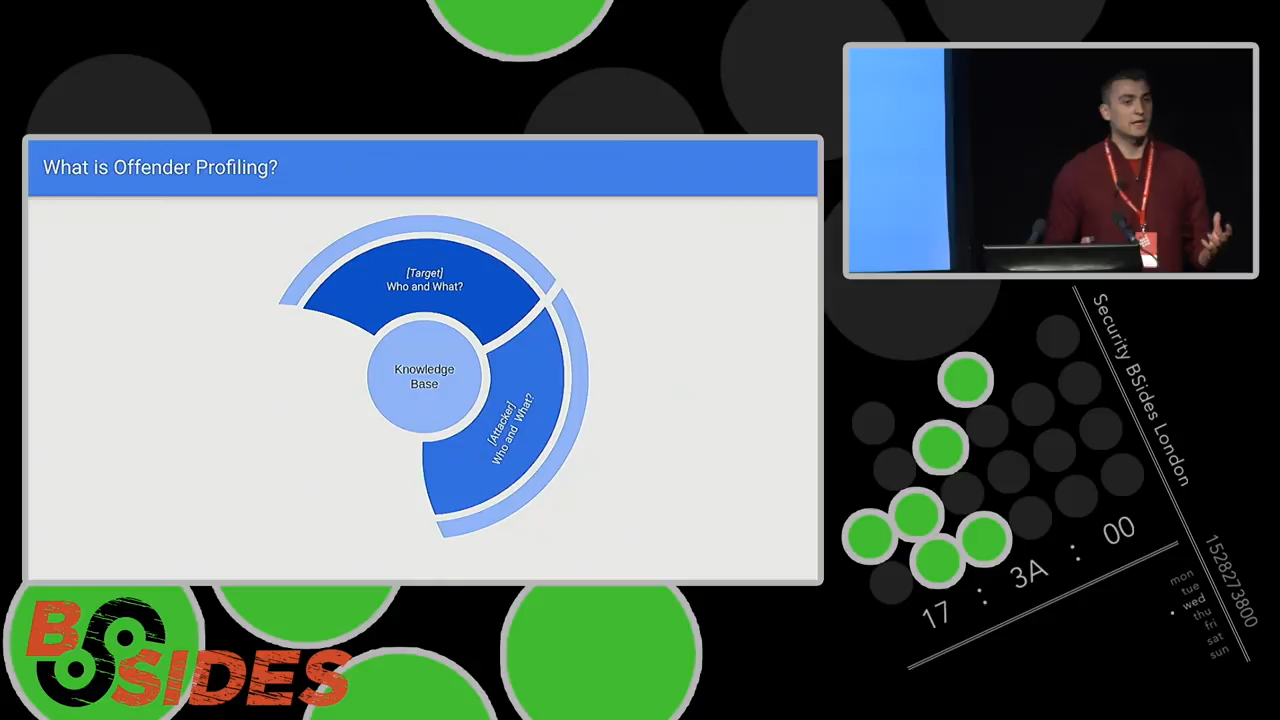 What is Offender Profiling?
[Target]
Who and What?
Knowledge
Base
[Attacker]
Who and What?
Security BSides London
17 : 3A : 00
1528273800
mon
tue
wed
thu
fri
sat
sun
BSIDES